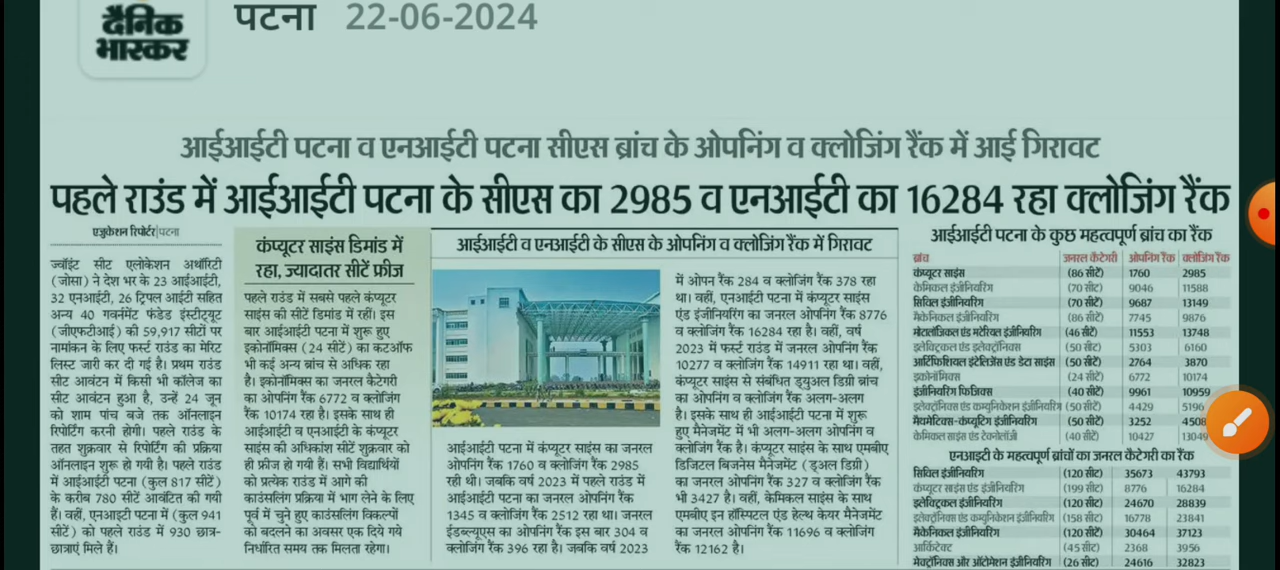 दैनिक
भास्कर
पटना 22-06-2024
आईआईटी पटना व एनआईटी पटना सीएस ब्रांच के ओपनिंग व क्लोजिंग रैंक में आई गिरावट
पहले राउंड में आईआईटी पटना के सीएस का 2985 व एनआईटी का 16284 रहा क्लोजिंग रैंक
एजुकेशन रिपोर्टर|पटना
ज्वॉइंट सीट एलोकेशन अथॉरिटी
(जोसा) ने देश भर के 23 आईआईटी,
32 एनआईटी, 26 ट्रिपल आईटी सहित
अन्य 40 गवर्नमेंट फंडेड इंस्टीट्यूट
(जीएफटीआई) की 59,917 सीटों पर
नामांकन के लिए फर्स्ट राउंड का मेरिट
लिस्ट जारी कर दी गई है। प्रथम राउंड
सीट आवंटन में किसी भी कॉलेज का
सीट आवंटन हुआ है, उन्हें 24 जून
को शाम पांच बजे तक ऑनलाइन
रिपोर्टिंग करनी होगी। पहले राउंड के
तहत शुक्रवार से रिपोर्टिंग की प्रक्रिया
ऑनलाइन शुरू हो गयी है। पहले राउंड
में आईआईटी पटना (कुल 817 सीटों)
के करीब 780 सीटें आवंटित की गयी
हैं। वहीं, एनआइटी पटना में (कुल 941
सीटों) को पहले राउंड में 930 छात्र-
छात्राएं मिले हैं।
कंप्यूटर साइंस डिमांड में
रहा, ज्यादातर सीटें फ्रीज
पहले राउंड में सबसे पहले कंप्यूटर
साइंस की सीटें डिमांड में रहीं। इस
बार आईआईटी पटना में शुरू हुए
इकोनॉमिक्स (24 सीटें) का कटऑफ
भी कई अन्य ब्रांच से अधिक रहा
है। इकोनॉमिक्स का जनरल कैटेगरी
का ओपनिंग रैंक 6772 व क्लोजिंग
रैंक 10174 रहा है। इसके साथ ही
आईआईटी व एनआईटी के कंप्यूटर
साइंस की अधिकांश सीटें शुक्रवार को
ही फ्रीज हो गयी हैं। सभी विद्यार्थियों
को प्रत्येक राउंड में आगे की
काउंसलिंग प्रक्रिया में भाग लेने के लिए
पूर्व में चुने हुए काउंसलिंग विकल्पों
को बदलने का अवसर एक दिये गये
निर्धारित समय तक मिलता रहेगा।
आईआईटी व एनआईटी के सीएस के ओपनिंग व क्लोजिंग रैंक में गिरावट
आईआईटी पटना में कंप्यूटर साइंस का जनरल
ओपनिंग रैंक 1760 व क्लोजिंग रैंक 2985
रही थी। जबकि वर्ष 2023 में पहले राउंड में
आईआईटी पटना का जनरल ओपनिंग रैंक
1345 व क्लोजिंग रैंक 2512 रहा था। जनरल
ईडब्ल्यूएस का ओपनिंग रैंक इस बार 304 व
क्लोजिंग रैंक 396 रहा है। जबकि वर्ष 2023
में ओपन रैंक 284 व क्लोजिंग रैंक 378 रहा
था। वहीं, एनआईटी पटना में कंप्यूटर साइंस
एंड इंजीनियरिंग का जनरल ओपनिंग रैंक 8776
व क्लोजिंग रैंक 16284 रहा है। वहीं, वर्ष
2023 में फर्स्ट राउंड में जनरल ओपनिंग रैंक
10277 व क्लोजिंग रैंक 14911 रहा था। वहीं,
कंप्यूटर साइंस से संबंधित डुयुअल डिग्री ब्रांच
का ओपनिंग व क्लोजिंग रैंक अलग-अलग
है। इसके साथ ही आईआईटी पटना में शुरू
हुए मैनेजमेंट में भी अलग-अलग ओपनिंग व
क्लोजिंग रैंक है। कंप्यूटर साइंस के साथ एमबीए
डिजिटल बिजनेस मैनेजमेंट (डूअल डिग्री)
का जनरल ओपनिंग रैंक 327 व क्लोजिंग रैंक
भी 3427 है। वहीं, केमिकल साइंस के साथ
एमबीए इन हॉस्पिटल एंड हेल्थ केयर मैनेजमेंट
का जनरल ओपनिंग रैंक 11696 व क्लोजिंग
रैंक 12162 है।
आईआईटी पटना के कुछ महत्वपूर्ण ब्रांच का रैंक
ब्रांच जनरल कैटेगरी ओपनिंग रैंक क्लोजिंग रैंक
कंप्यूटर साइंस (86 सीटें) 1760 2985
केमिकल इंजीनियरिंग (70 सीटें) 9046 11588
सिविल इंजीनियरिंग (70 सीटें) 9687 13149
मैकेनिकल इंजीनियरिंग (86 सीटें) 7745 9876
मेटालॉजिकल एंड मटेरियल इंजीनियरिंग (46 सीटें) 11553 13748
इलेक्ट्रिकल एंड इलेक्ट्रॉनिक्स (50 सीटें) 5303 6160
आर्टिफिशियल इंटेलिजेंस एंड डेटा साइंस (50 सीटें) 2764 3870
इकोनॉमिक्स (24 सीटें) 6772 10174
इंजीनियरिंग फिजिक्स (40 सीटें) 9961 10959
इलेक्ट्रॉनिक्स एंड कम्युनिकेशन इंजीनियरिंग (50 सीटें) 4429 5196
मैथमेटिक्स-कंप्यूटिंग इंजीनियरिंग (50 सीटें) 3252 4508
केमिकल साइंस एंड टेक्नोलॉजी (40 सीटें) 10427 13049
एनआइटी के महत्वपूर्ण ब्रांचों का जनरल कैटेगरी का रैंक
सिविल इंजीनियरिंग (120 सीटें) 35673 43793
कंप्यूटर साइंस एंड इंजीनियरिंग (199 सीटें) 8776 16284
इलेक्ट्रिकल इंजीनियरिंग (120 सीटें) 24670 28839
इलेक्ट्रॉनिक्स एंड कम्युनिकेशन इंजीनियरिंग (158 सीट) 16778 23841
मैकेनिकल इंजीनियरिंग (120 सीटें) 30464 37123
आर्किटेक्ट (45 सीट) 2368 3956
मेक्ट्रॉनिक्स और ऑटोमेशन इंजीनियरिंग (26 सीट) 24616 32823